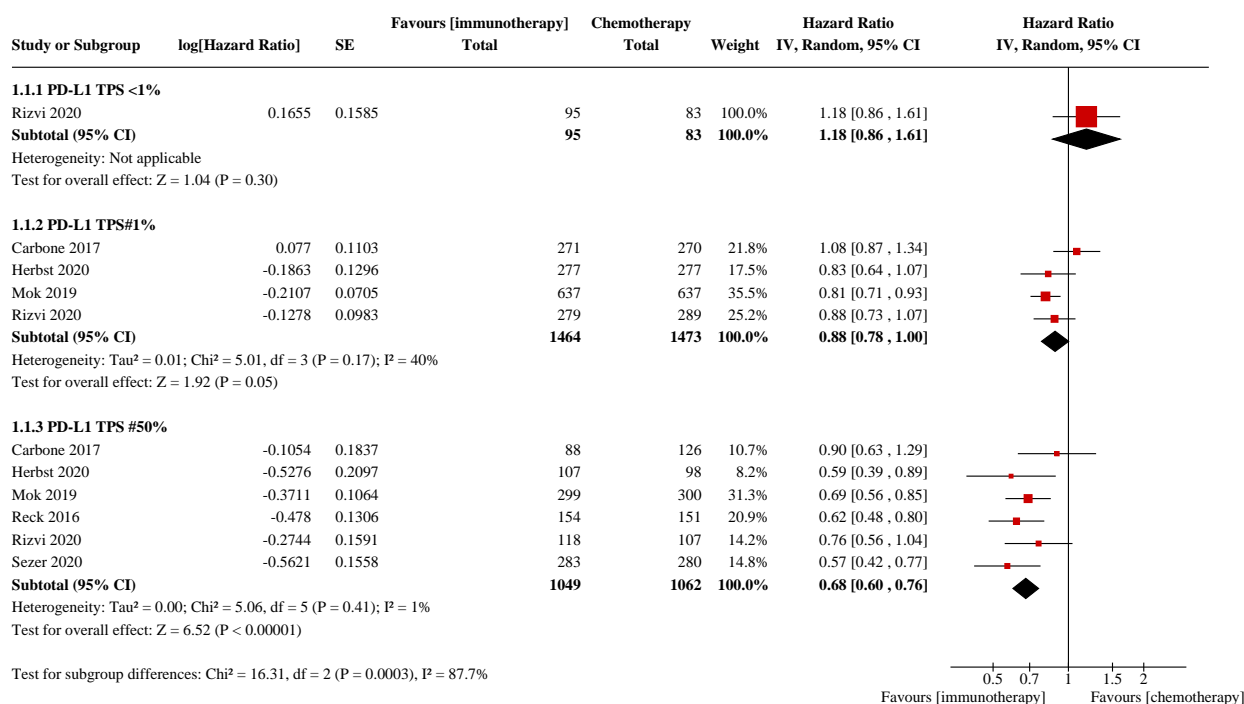 Favours [immunotherapy] Chemotherapy Hazard Ratio Hazard Ratio
Study or Subgroup log[Hazard Ratio] SE Total Total Weight IV, Random, 95% CI IV, Random, 95% CI
1.1.1 PD-L1 TPS <1%
Rizvi 2020 0.1655 0.1585 95 83 100.0% 1.18 [0.86 , 1.61]
Subtotal (95% CI) 95 83 100.0% 1.18 [0.86 , 1.61]
Heterogeneity: Not applicable
Test for overall effect: Z = 1.04 (P = 0.30)
1.1.2 PD-L1 TPS#1%
Carbone 2017 0.077 0.1103 271 270 21.8% 1.08 [0.87 , 1.34]
Herbst 2020 -0.1863 0.1296 277 277 17.5% 0.83 [0.64 , 1.07]
Mok 2019 -0.2107 0.0705 637 637 35.5% 0.81 [0.71 , 0.93]
Rizvi 2020 -0.1278 0.0983 279 289 25.2% 0.88 [0.73 , 1.07]
Subtotal (95% CI) 1464 1473 100.0% 0.88 [0.78 , 1.00]
Heterogeneity: Tau² = 0.01; Chi² = 5.01, df = 3 (P = 0.17); I² = 40%
Test for overall effect: Z = 1.92 (P = 0.05)
1.1.3 PD-L1 TPS #50%
Carbone 2017 -0.1054 0.1837 88 126 10.7% 0.90 [0.63 , 1.29]
Herbst 2020 -0.5276 0.2097 107 98 8.2% 0.59 [0.39 , 0.89]
Mok 2019 -0.3711 0.1064 299 300 31.3% 0.69 [0.56 , 0.85]
Reck 2016 -0.478 0.1306 154 151 20.9% 0.62 [0.48 , 0.80]
Rizvi 2020 -0.2744 0.1591 118 107 14.2% 0.76 [0.56 , 1.04]
Sezer 2020 -0.5621 0.1558 283 280 14.8% 0.57 [0.42 , 0.77]
Subtotal (95% CI) 1049 1062 100.0% 0.68 [0.60 , 0.76]
Heterogeneity: Tau² = 0.00; Chi² = 5.06, df = 5 (P = 0.41); I² = 1%
Test for overall effect: Z = 6.52 (P < 0.00001)
Test for subgroup differences: Chi² = 16.31, df = 2 (P = 0.0003), I² = 87.7%
0.5 0.7 1 1.5 2
Favours [immunotherapy] Favours [chemotherapy]